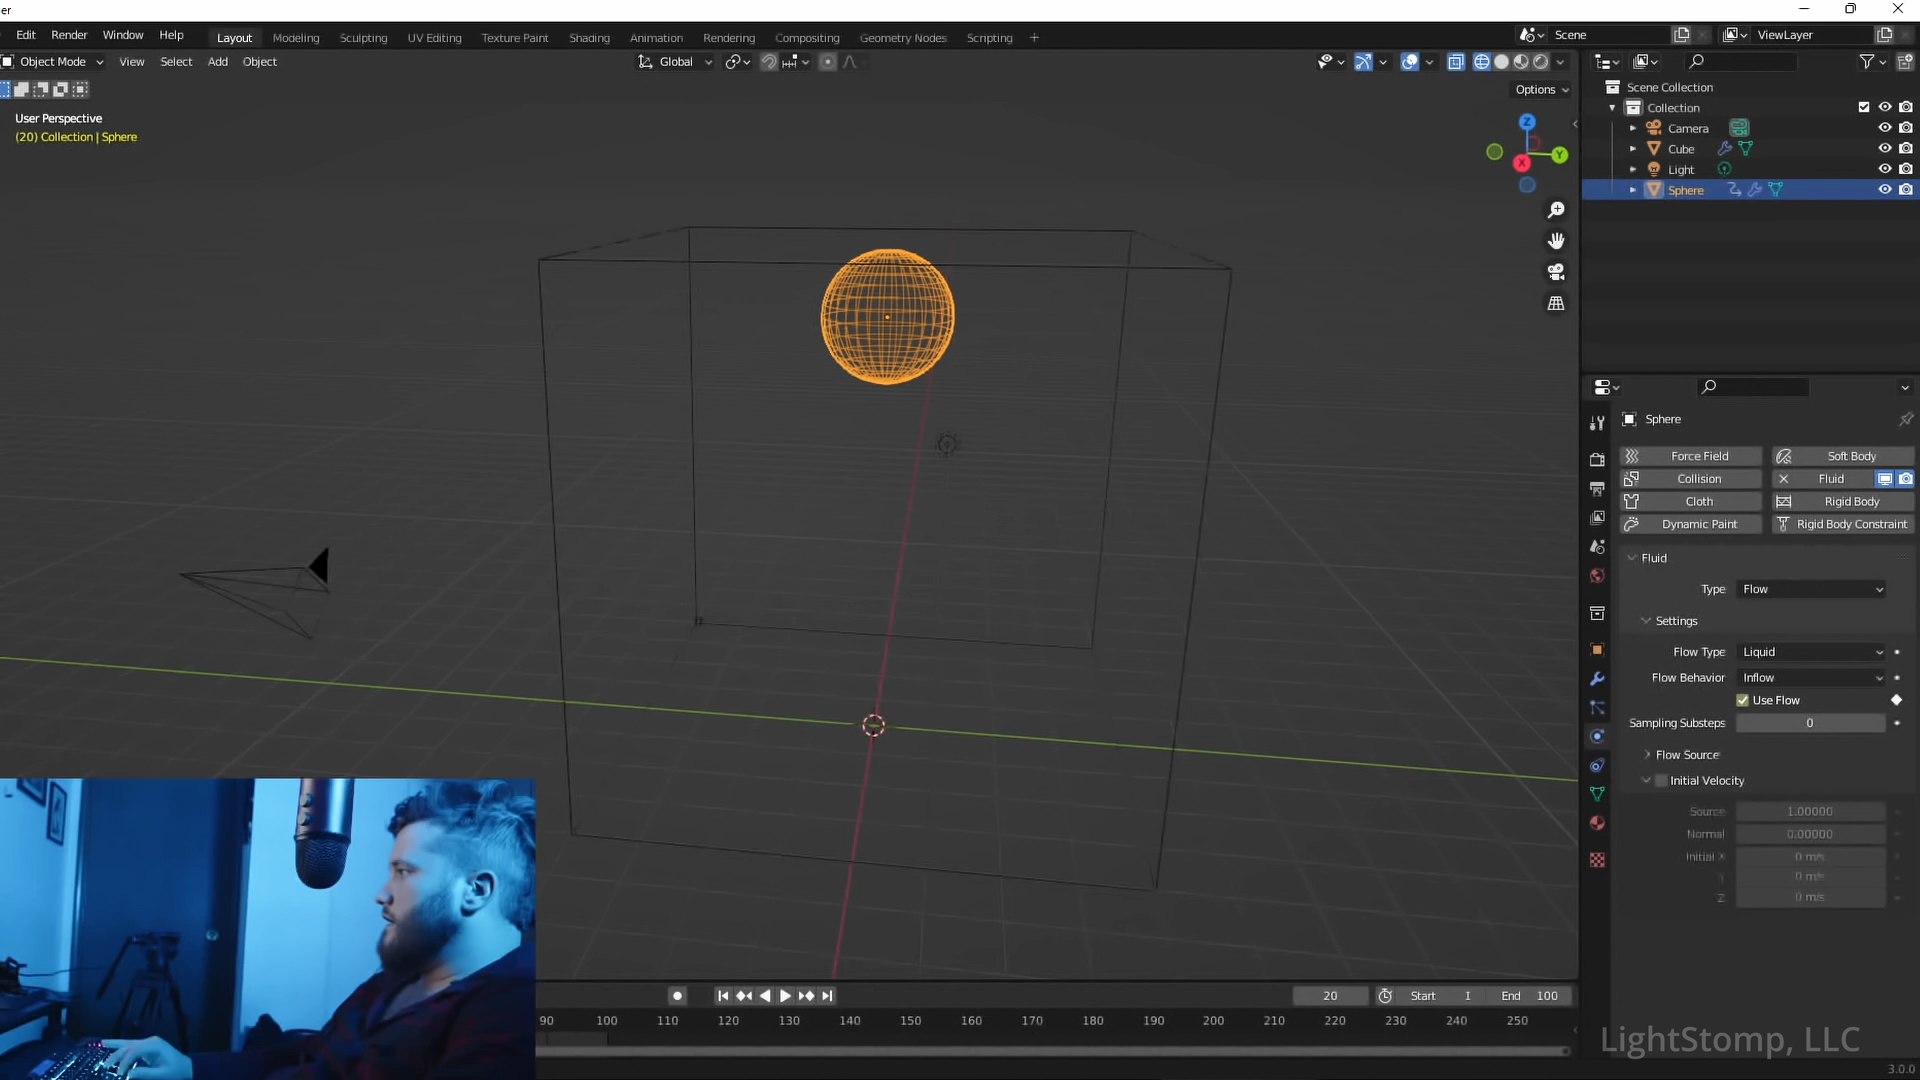 er
Edit Render Window Help Layout Modeling Sculpting UV Editing Texture Paint Shading Animation Rendering Compositing Geometry Nodes Scripting + Scene ViewLayer
Object Mode View Select Add Object Global
Options
User Perspective
(20) Collection | Sphere
Z
Y
X
Scene Collection
Collection
Camera
Cube
Light
Sphere
Sphere
Force Field Soft Body
Collision Fluid
Cloth Rigid Body
Dynamic Paint Rigid Body Constraint
Fluid
Type Flow
Settings
Flow Type Liquid
Flow Behavior Inflow
Use Flow
Sampling Substeps 0
Flow Source
Initial Velocity
Source 1.00000
Normal 0.00000
Initial X 0 m/s
Y 0 m/s
Z 0 m/s
20 Start 1 End 100
90 100 110 120 130 140 150 160 170 180 190 200 210 220 230 240 250
LightStomp, LLC
3.0.0